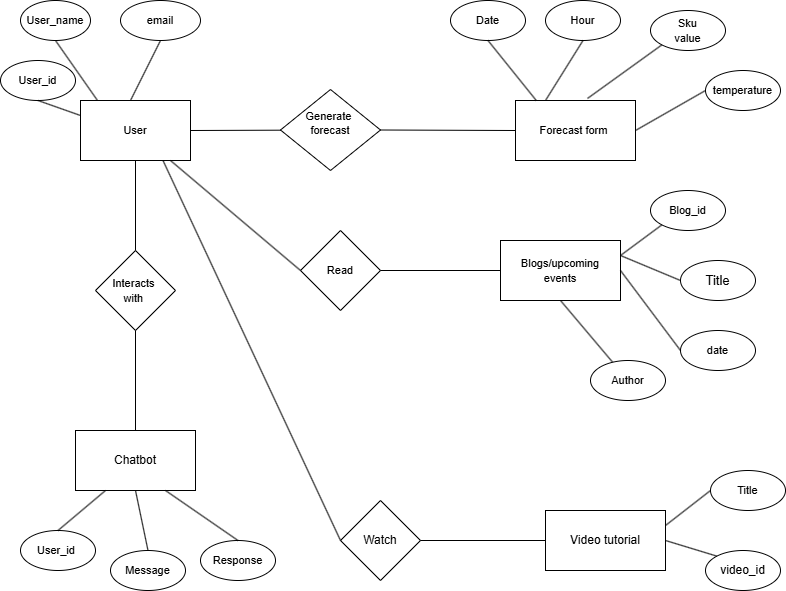 User_name
email
Date
Hour
Sku
value
User_id
temperature
User
Generate
forecast
Forecast form
Blog_id
Read
Blogs/upcoming
events
Title
Interacts
with
date
Author
Chatbot
Title
User_id
Message
Response
Watch
Video tutorial
video_id